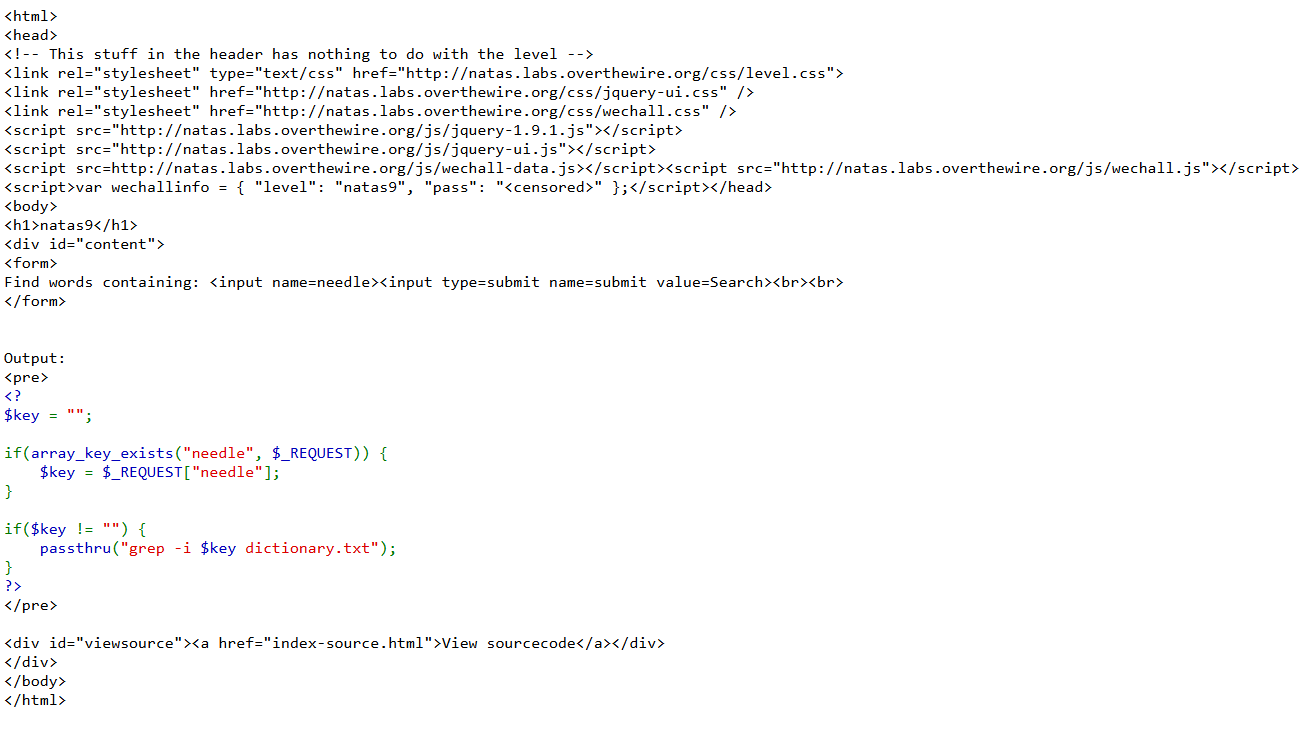 <html>
<head>
<!-- This stuff in the header has nothing to do with the level -->
<link rel="stylesheet" type="text/css" href="http://natas.labs.overthewire.org/css/level.css">
<link rel="stylesheet" href="http://natas.labs.overthewire.org/css/jquery-ui.css" />
<link rel="stylesheet" href="http://natas.labs.overthewire.org/css/wechall.css" />
<script src="http://natas.labs.overthewire.org/js/jquery-1.9.1.js"></script>
<script src="http://natas.labs.overthewire.org/js/jquery-ui.js"></script>
<script src=http://natas.labs.overthewire.org/js/wechall-data.js></script><script src="http://natas.labs.overthewire.org/js/wechall.js"></script>
<script>var wechallinfo = { "level": "natas9", "pass": "<censored>" };</script></head>
<body>
<h1>natas9</h1>
<div id="content">
<form>
Find words containing: <input name=needle><input type=submit name=submit value=Search><br><br>
</form>
Output:
<pre>
<?
$key = "";
if(array_key_exists("needle", $_REQUEST)) {
    $key = $_REQUEST["needle"];
}
if($key != "") {
    passthru("grep -i $key dictionary.txt");
}
?>
</pre>
<div id="viewsource"><a href="index-source.html">View sourcecode</a></div>
</div>
</body>
</html>